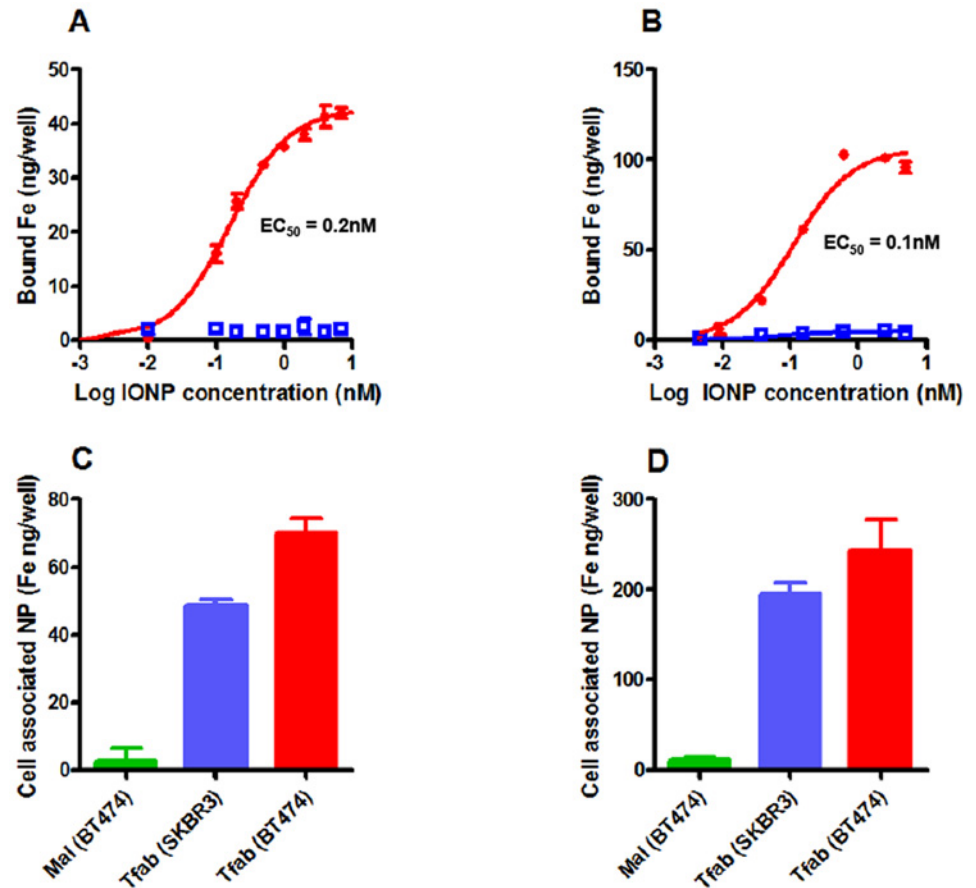 A
Bound Fe (ng/well)
50
40
30
20
10
0
EC50 = 0.2nM
-3 -2 -1 0 1
Log IONP concentration (nM)
B
Bound Fe (ng/well)
150
100
50
0
EC50 = 0.1nM
-3 -2 -1 0 1
Log IONP concentration (nM)
C
Cell associated NP (Fe ng/well)
80
60
40
20
0
Mal (BT474)
Tfab (SKBR3)
Tfab (BT474)
D
Cell associated NP (Fe ng/well)
300
200
100
0
Mal (BT474)
Tfab (SKBR3)
Tfab (BT474)